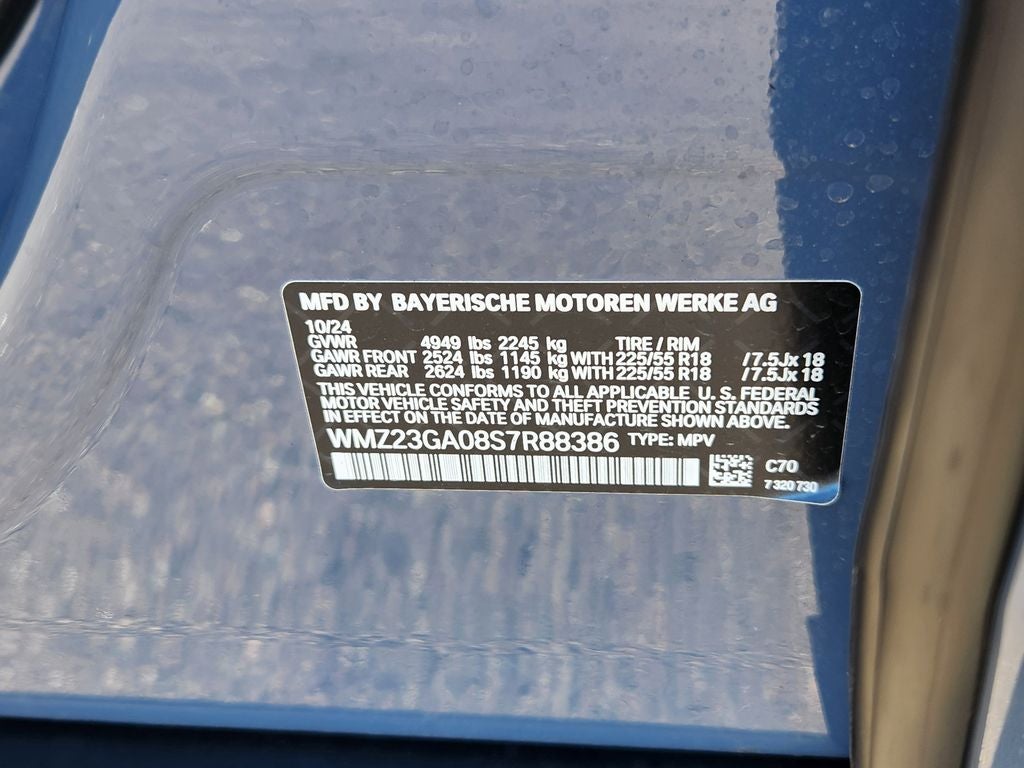 MFD BY BAYERISCHE MOTOREN WERKE AG
10/24
GVWR 4949 lbs 2245 kg TIRE / RIM
GAWR FRONT 2524 lbs 1145 kg WITH 225/55 R18 /7.5Jx 18
GAWR REAR 2624 lbs 1190 kg WITH 225/55 R18 /7.5Jx 18
THIS VEHICLE CONFORMS TO ALL APPLICABLE U. S. FEDERAL
MOTOR VEHICLE SAFETY AND THEFT PREVENTION STANDARDS
IN EFFECT ON THE DATE OF MANUFACTURE SHOWN ABOVE.
WMZ23GA08S7R88386 TYPE: MPV
C70
7 320 730